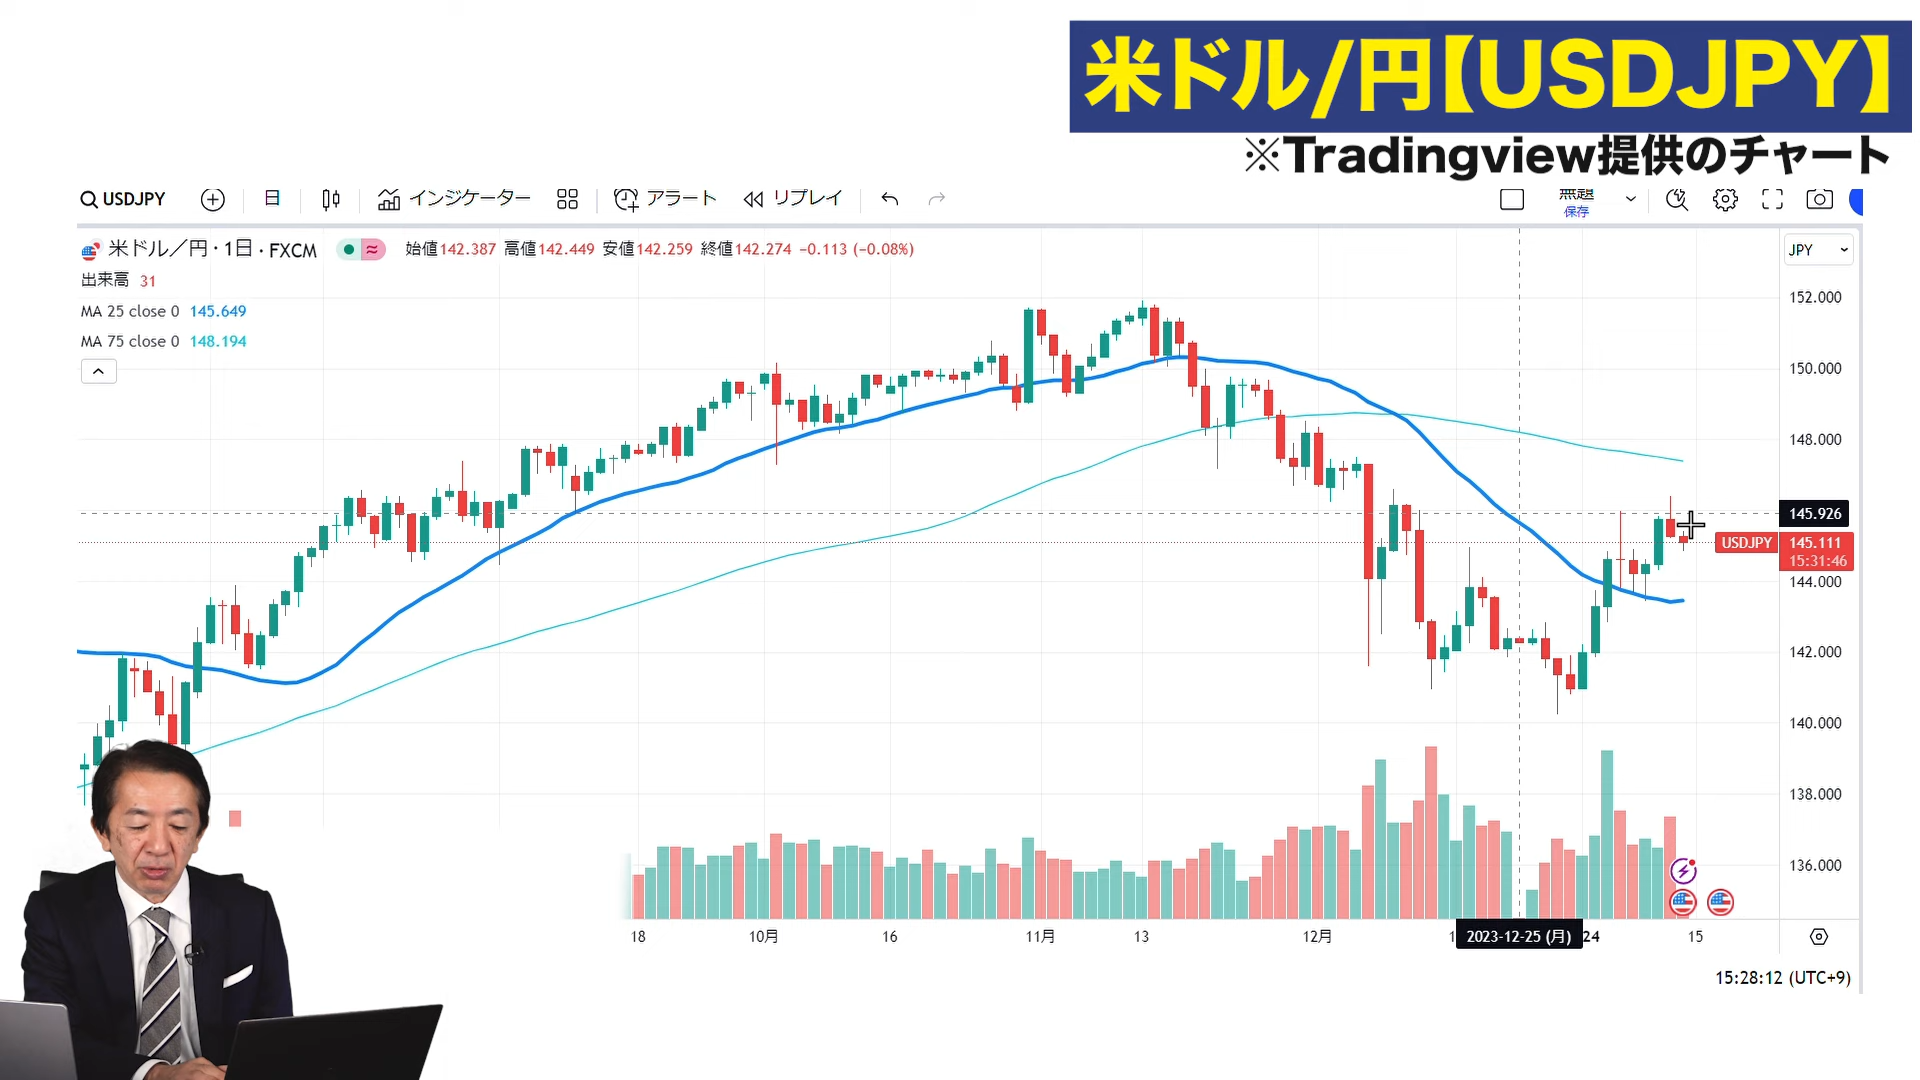 米ドル/円【USDJPY】
※Tradingview提供のチャート
USDJPY
日
インジケーター
アラート
リプレイ
無題
保存
米ドル／円・1日・FXCM
始値142.387 高値142.449 安値142.259 終値142.274 −0.113 (−0.08%)
JPY
出来高 31
MA 25 close 0 145.649
MA 75 close 0 148.194
152.000
150.000
148.000
145.926
USDJPY 145.111
15:31:46
144.000
142.000
140.000
138.000
136.000
18 10月 16 11月 13 12月 1 2023-12-25 (月) 24 15
15:28:12 (UTC+9)